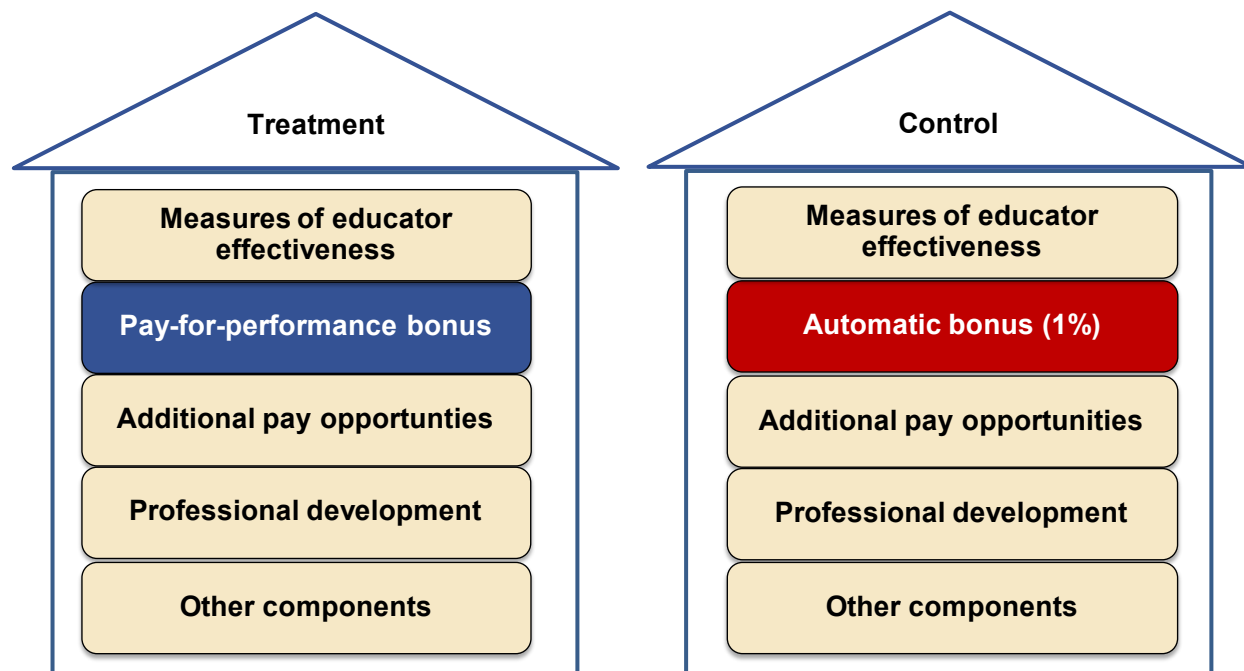 Treatment
Measures of educator
effectiveness
Pay-for-performance bonus
Additional pay opportunties
Professional development
Other components
Control
Measures of educator
effectiveness
Automatic bonus (1%)
Additional pay opportunities
Professional development
Other components